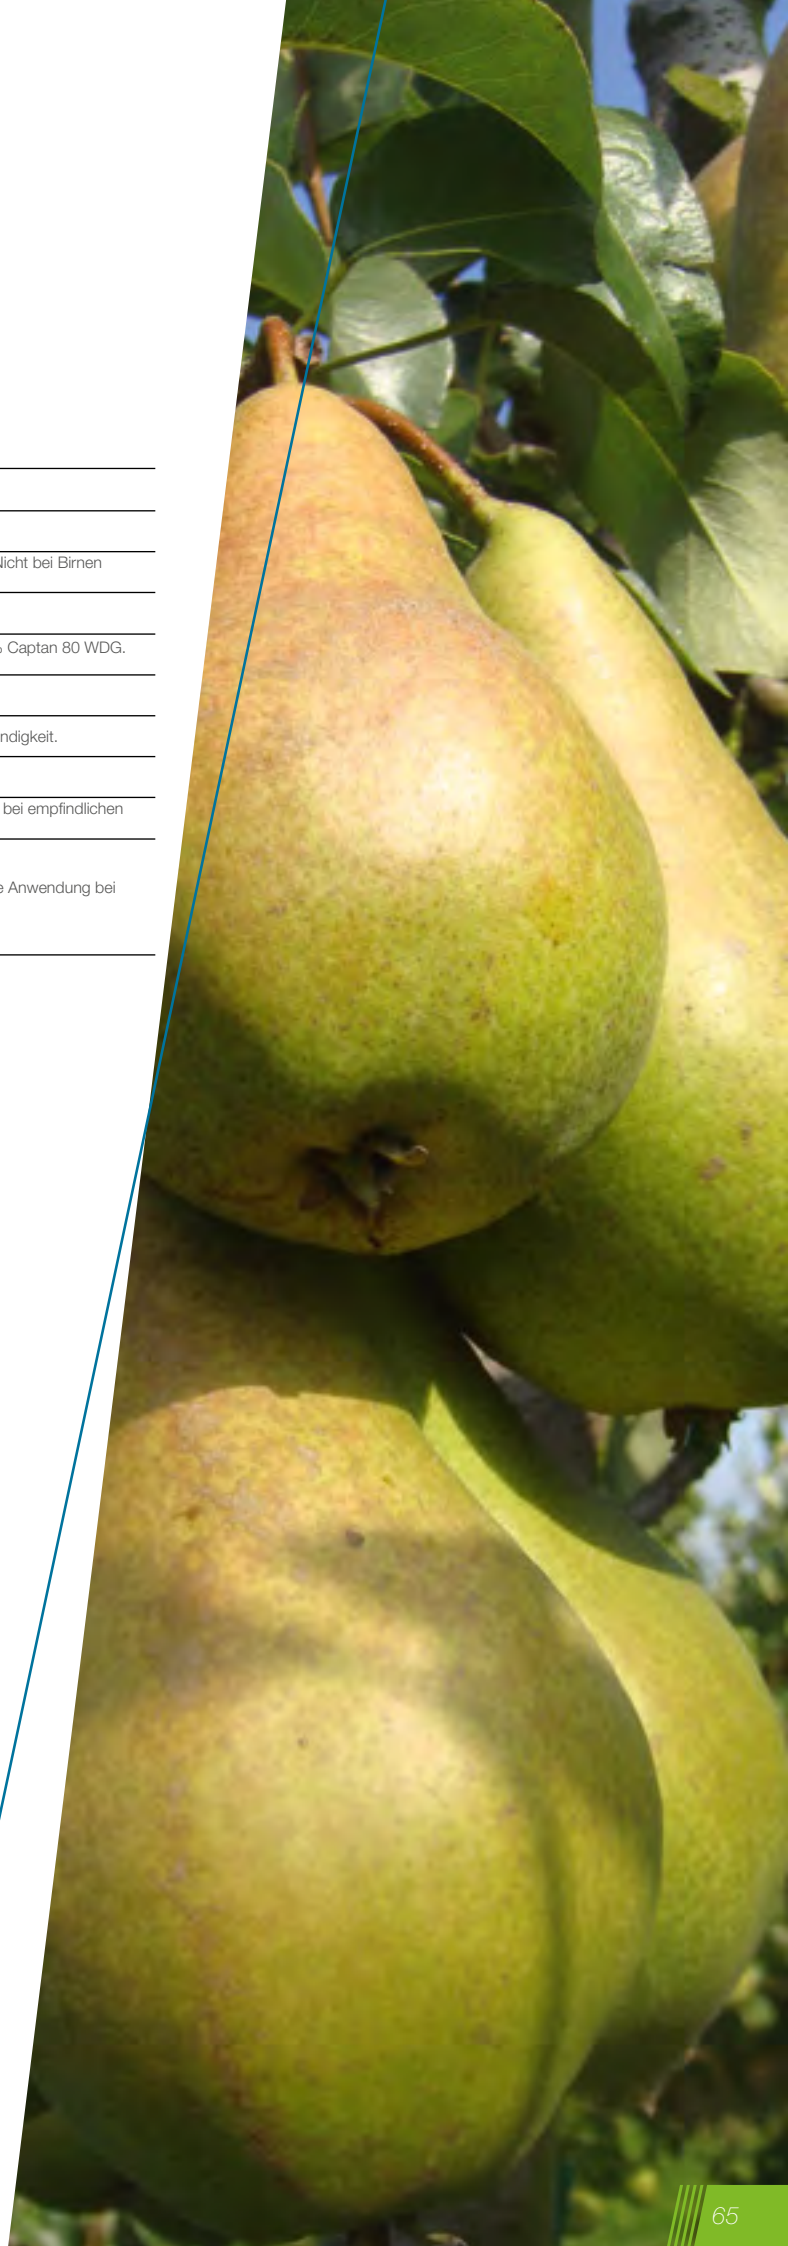 Nicht bei Birnen
Captan 80 WDG.
ndigkeit.
bei empfindlichen
e Anwendung bei
65